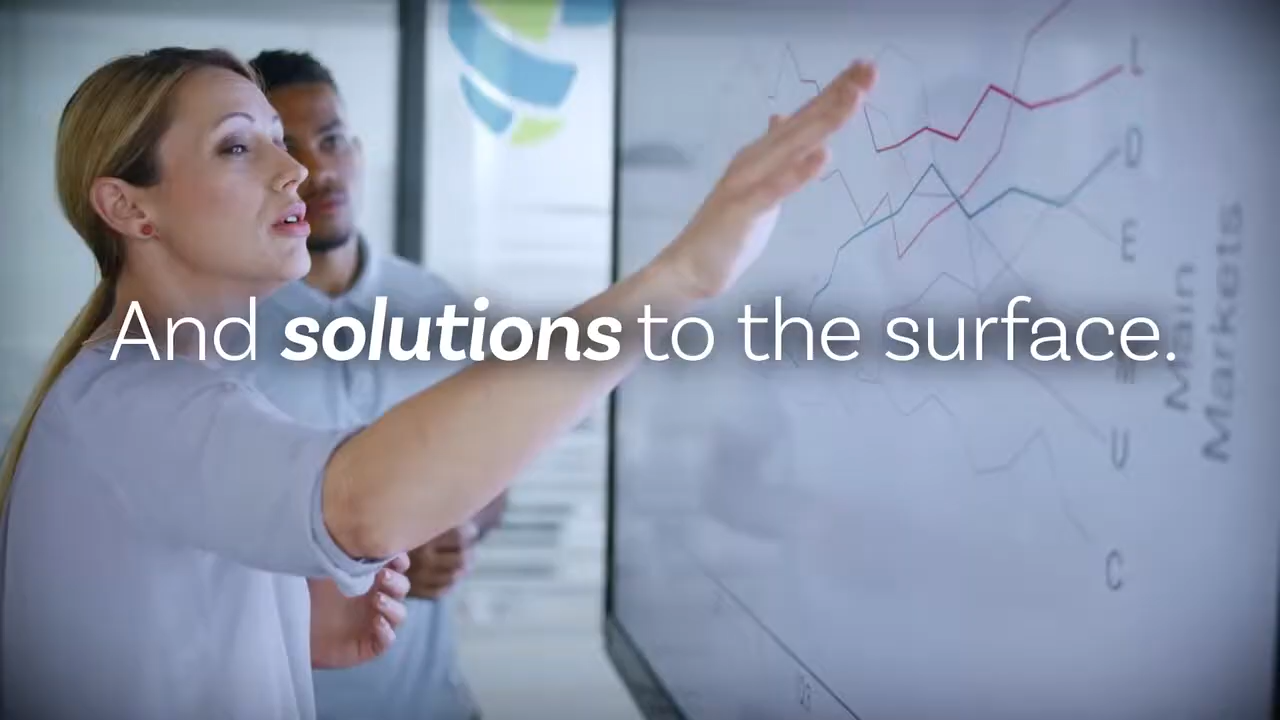 And solutions to the surface.
Main
Markets